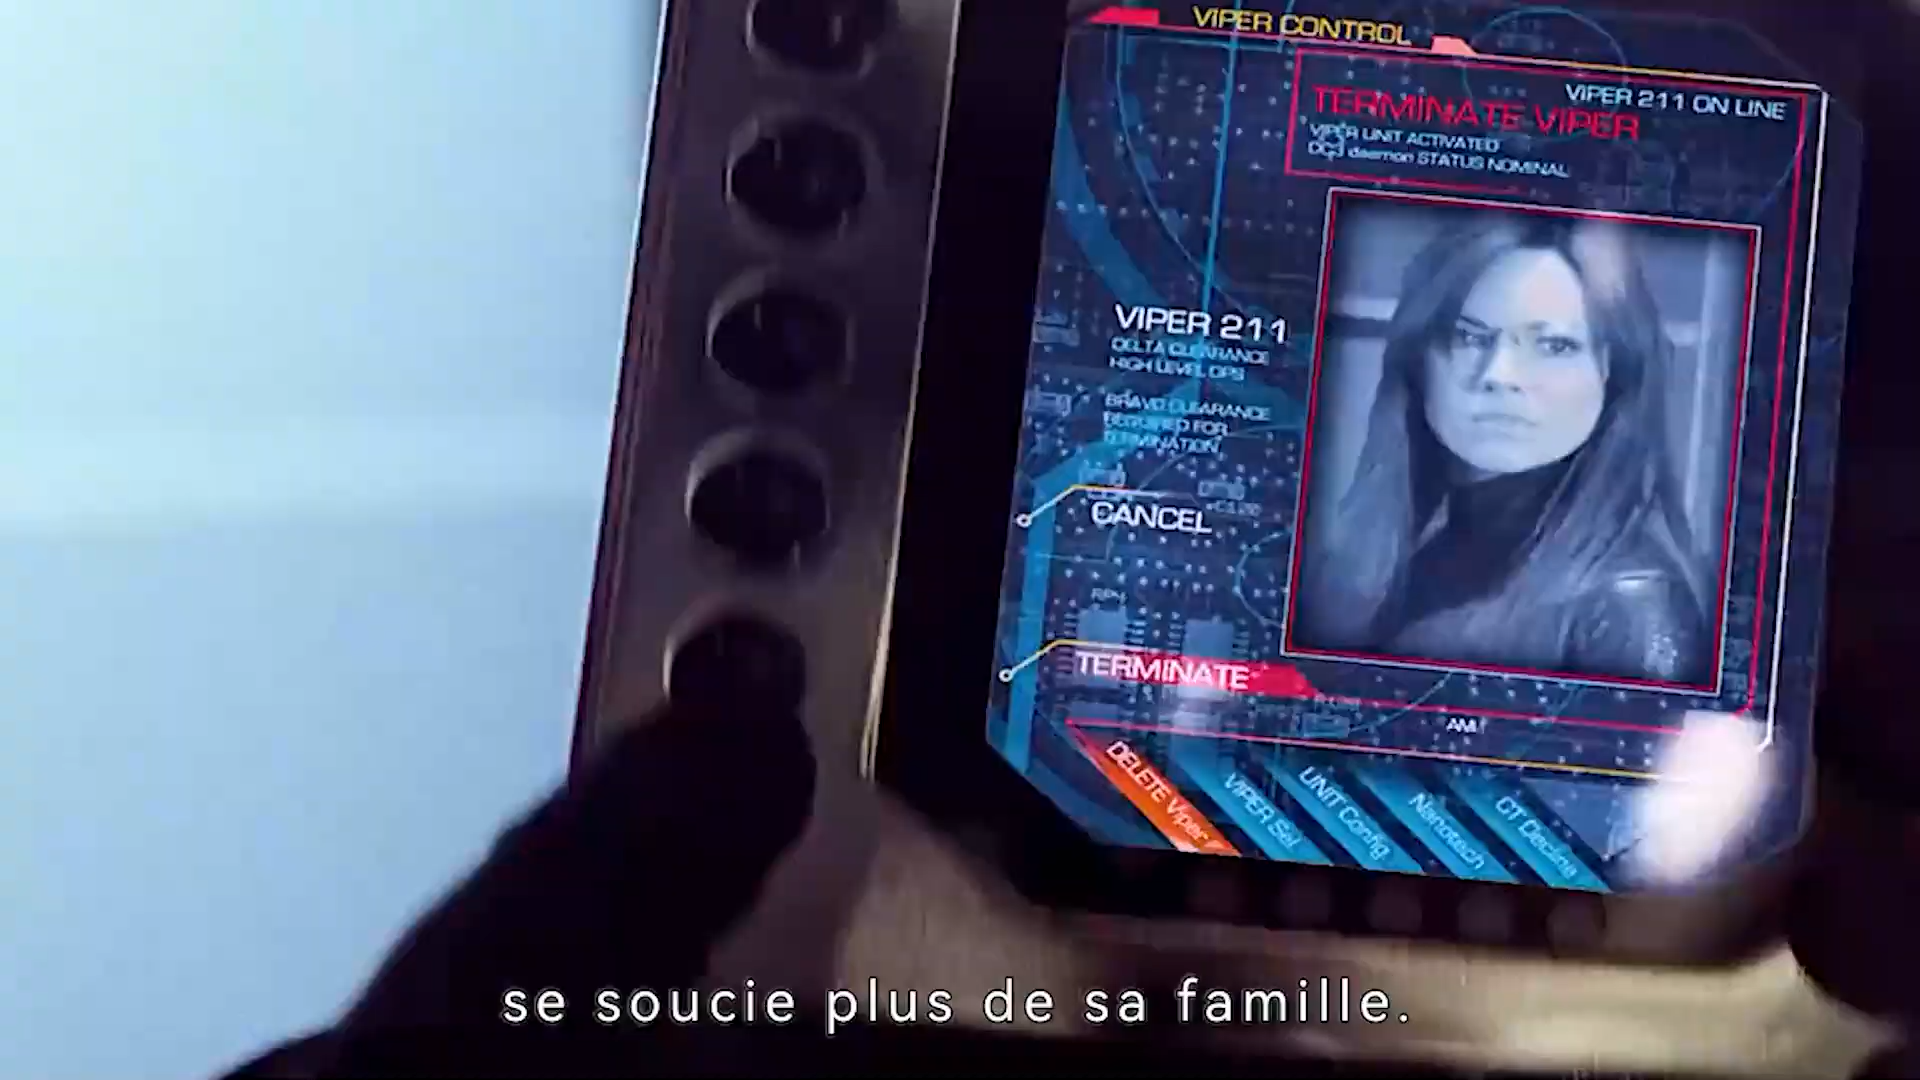 VIPER CONTROL
VIPER 211 ON LINE
TERMINATE VIPER
VIPER UNIT ACTIVATED
daemon STATUS NOMINAL
VIPER 211
DELTA CLEARANCE
HIGH LEVEL OPS
BRAVO CLEARANCE
REQUIRED FOR
TERMINATION
CANCEL
TERMINATE
DELETE Viper
VIPER Sel
UNIT Config
Nanotech
CT Decline
se soucie plus de sa famille.